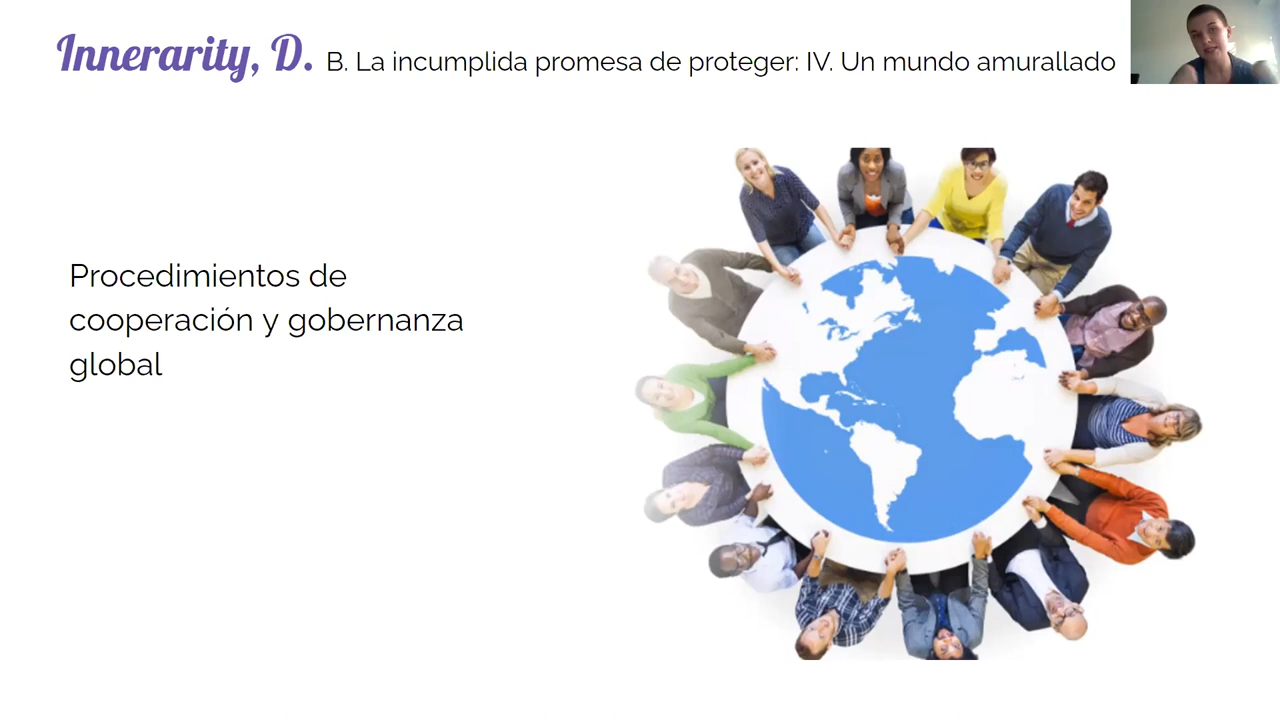 Innerarity, D. B. La incumplida promesa de proteger: IV. Un mundo amurallado
Procedimientos de
cooperación y gobernanza
global